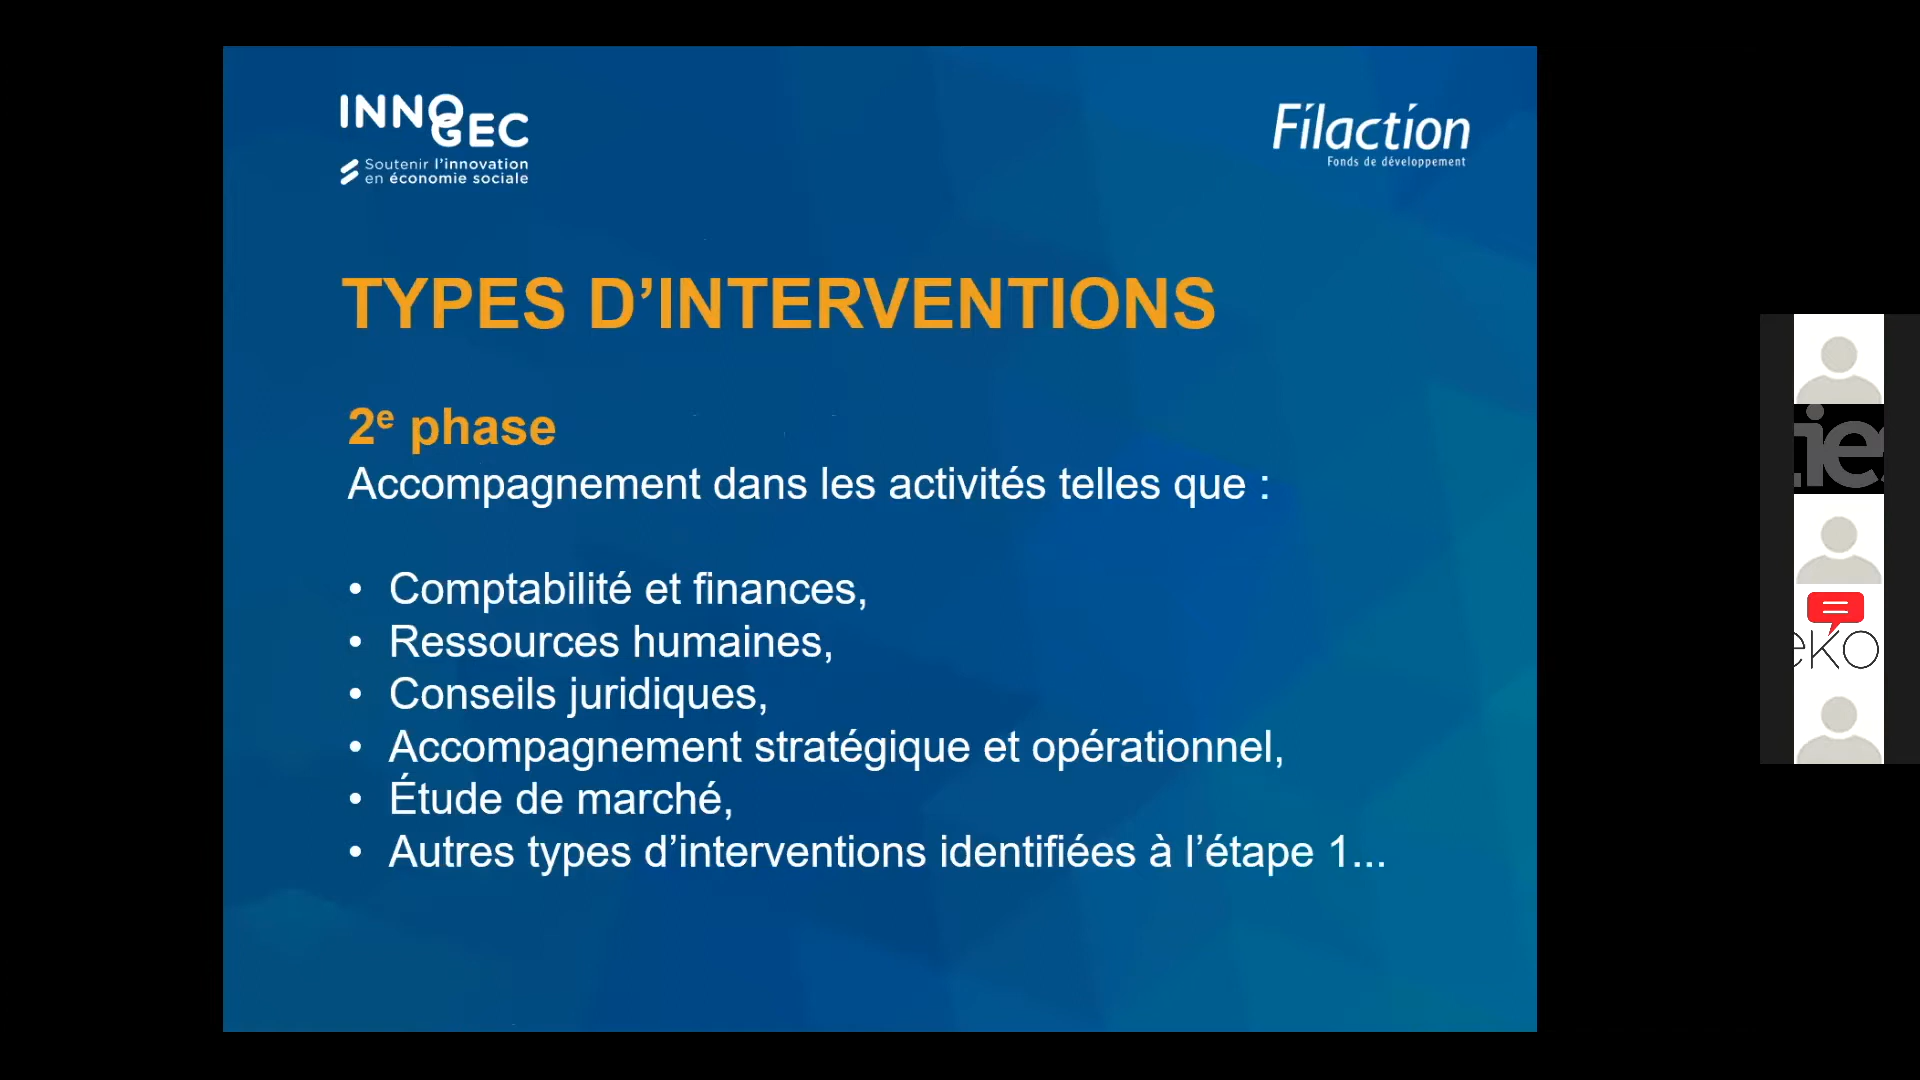 INNOGEC
Soutenir l'innovation
en économie sociale
Filaction
Fonds de développement
TYPES D’INTERVENTIONS
2e phase
Accompagnement dans les activités telles que :
• Comptabilité et finances,
• Ressources humaines,
• Conseils juridiques,
• Accompagnement stratégique et opérationnel,
• Étude de marché,
• Autres types d’interventions identifiées à l’étape 1...